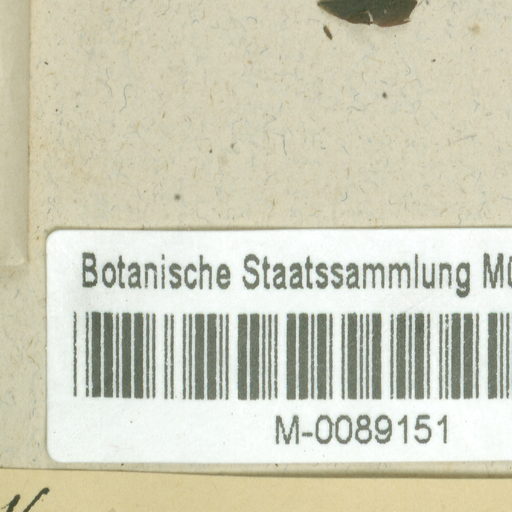 Botanische Staatssammlung Mü
M-0089151